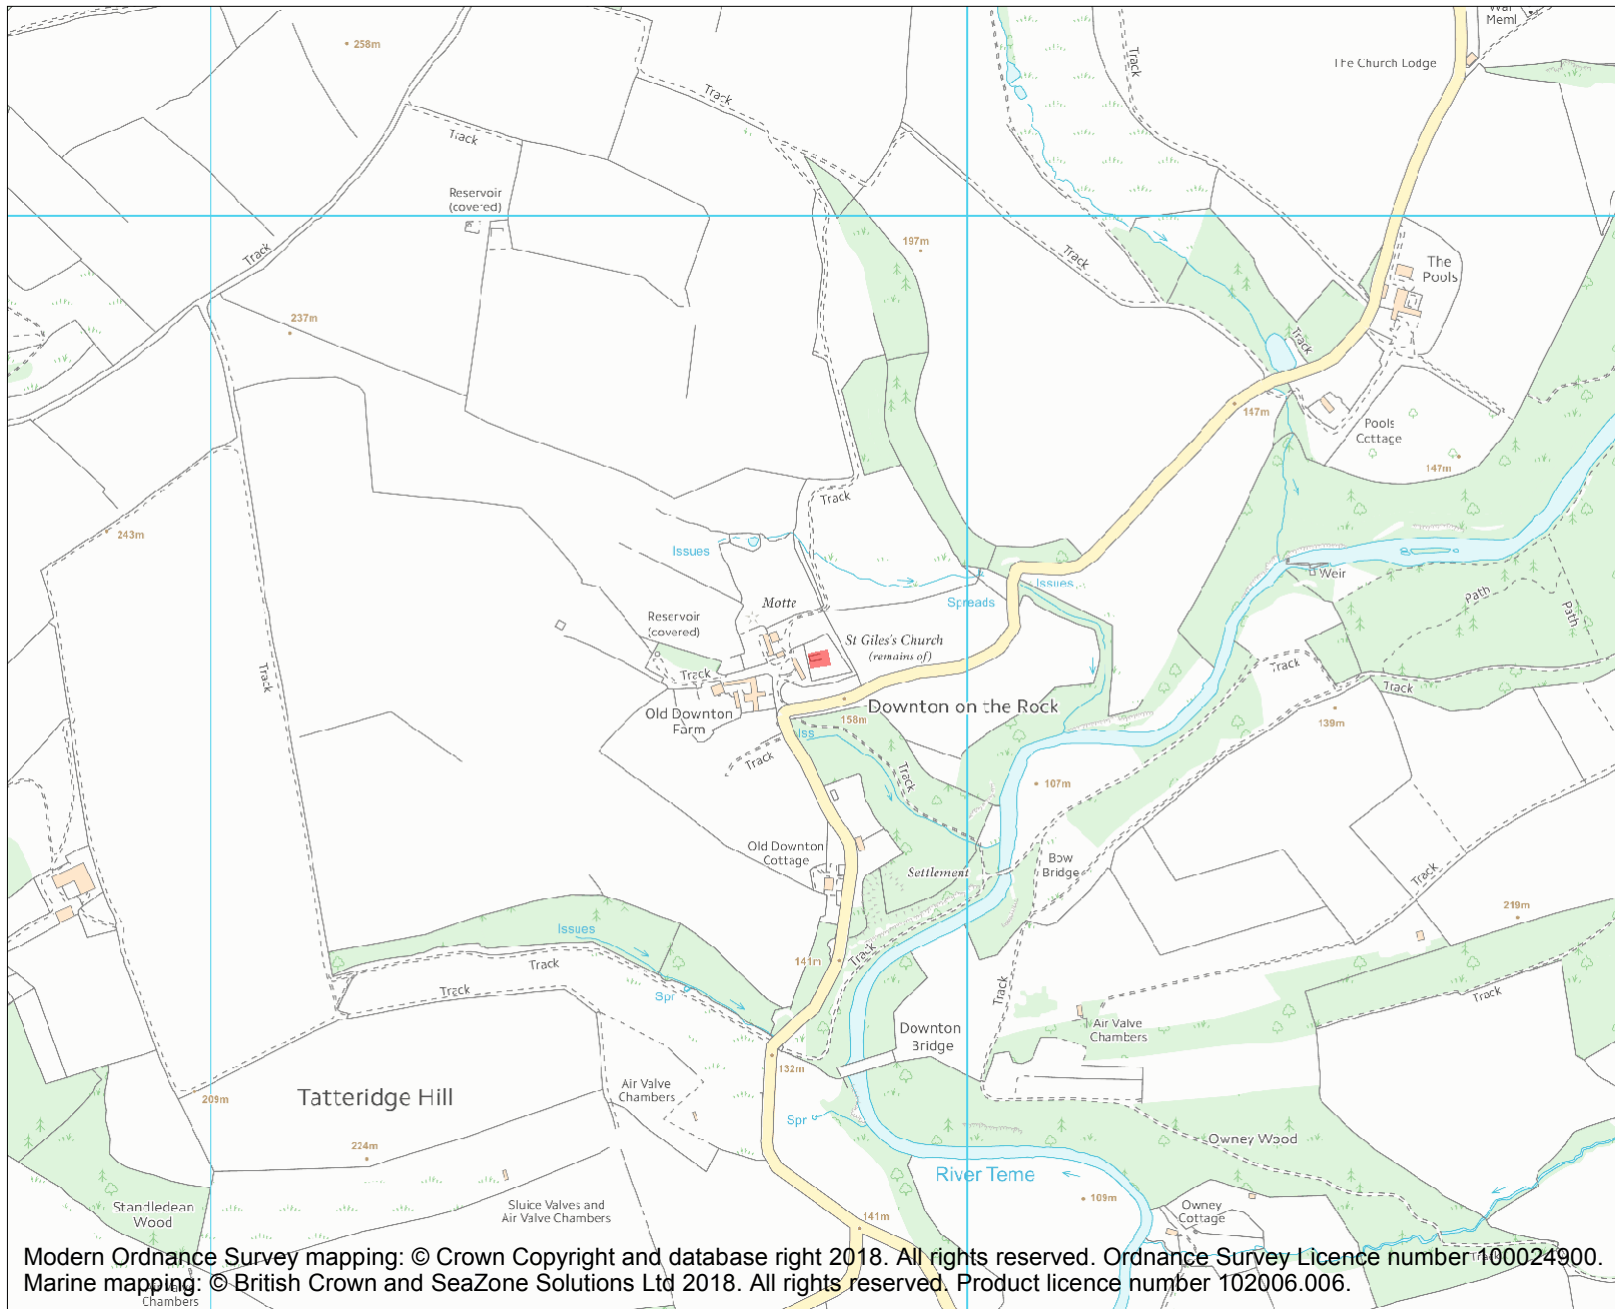 War
Meml
258m
Track
The Church Lodge
Track
Track
Reservoir
(covered)
197m
Track
Track
The
Pools
237m
Track
147m
Pools
Cottage
147m
Track
243m
Issues
Issues
Weir
Motte
Spreads
Path
Path
Reservoir
(covered)
St Giles's Church
(remains of)
Track
Track
Track
Track
Downton on the Rock
Old Downton
Farm
158m
139m
Iss
Track
Track
107m
Old Downton
Cottage
Bow
Bridge
Settlement
Track
219m
Issues
141m
Track
Track
Track
Spr
Track
Track
Downton
Bridge
Air Valve
Chambers
132m
Air Valve
Chambers
209m
Tatteridge Hill
Spr
224m
Owney Wood
River Teme
109m
Standledean
Wood
Sluice Valves and
Air Valve Chambers
Owney
Cottage
141m
Modern Ordnance Survey mapping: © Crown Copyright and database right 2018. All rights reserved. Ordnance Survey Licence number 100024900.
Track
Marine mapping: © British Crown and SeaZone Solutions Ltd 2018. All rights reserved. Product licence number 102006.006.
Chambers